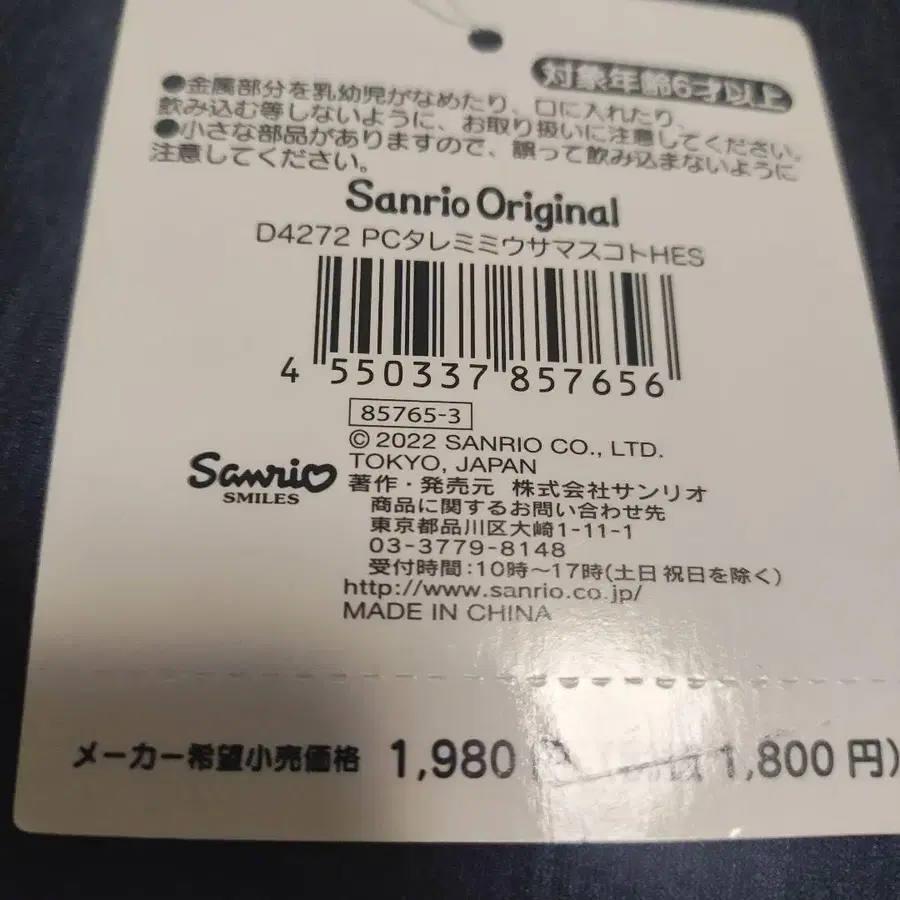 対象年齢6才以上
●金属部分を乳幼児がなめたり、口に入れたり、
飲み込む等しないように、お取り扱いに注意してください。
●小さな部品がありますので、誤って飲み込まないように
注意してください。
Sanrio Original
D4272 PCタレミミウサマスコトHES
4 550337 857656
85765-3
© 2022 SANRIO CO., LTD.
TOKYO, JAPAN
Sanrio
SMILES
著作・発売元 株式会社サンリオ
商品に関するお問い合わせ先
東京都品川区大崎1-11-1
03-3779-8148
受付時間:10時〜17時(土日祝日を除く)
http://www.sanrio.co.jp/
MADE IN CHINA
メーカー希望小売価格 1,980 1,800円)